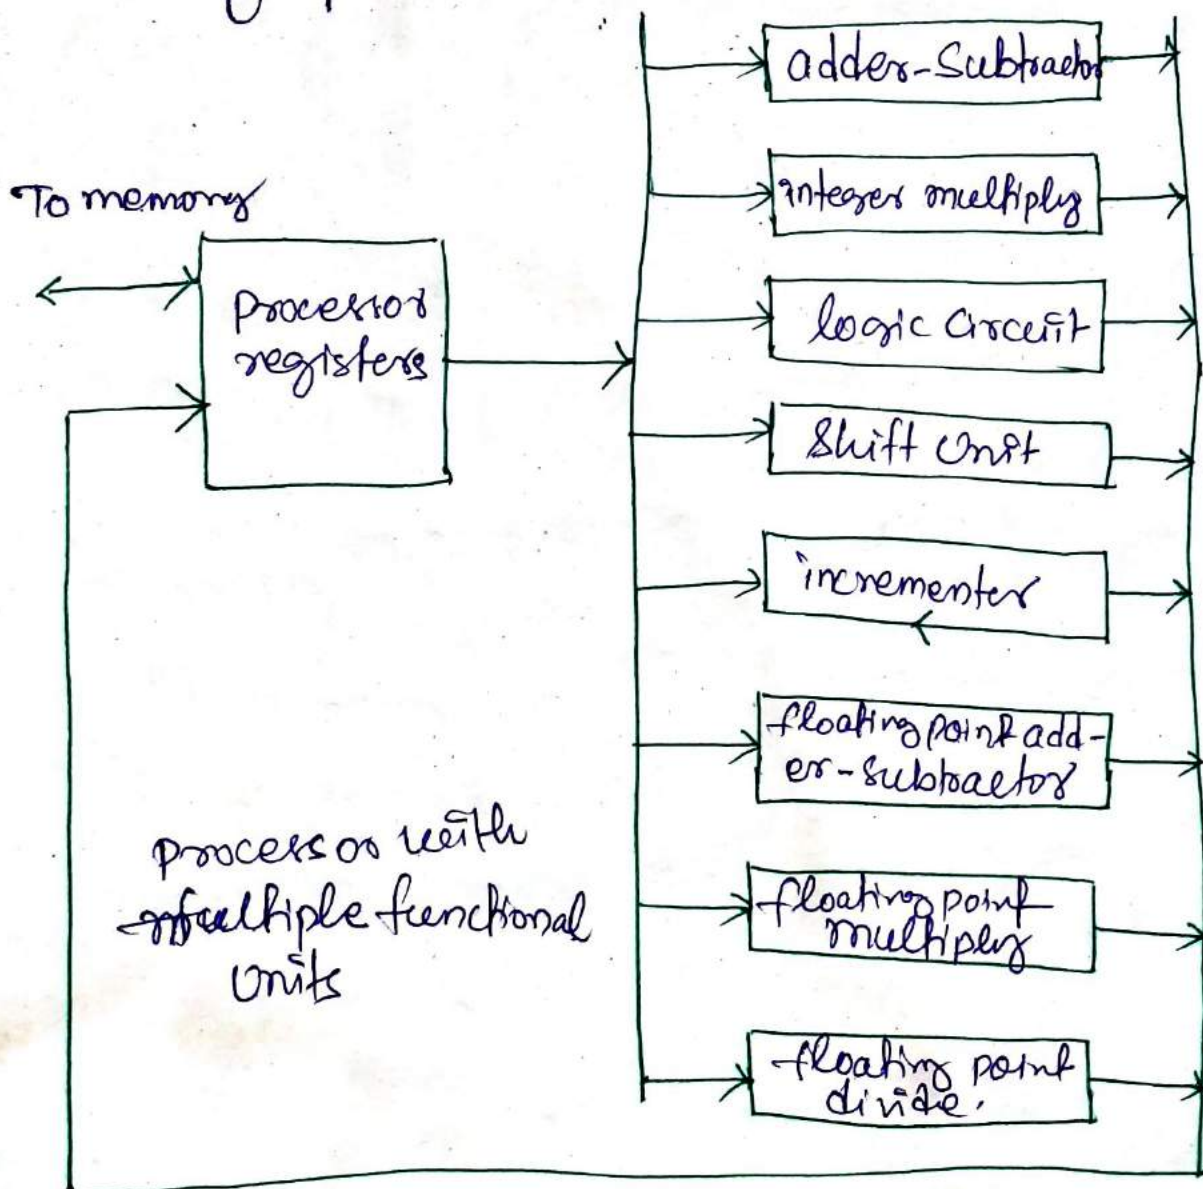 adder-Subtractor
integer multiply
To memory
processor
registers
logic Circuit
Shift Unit
incrementer
floating point add-
er-subtractor
processor with
multiple functional
Units
floating point
multiply
floating point
divide.